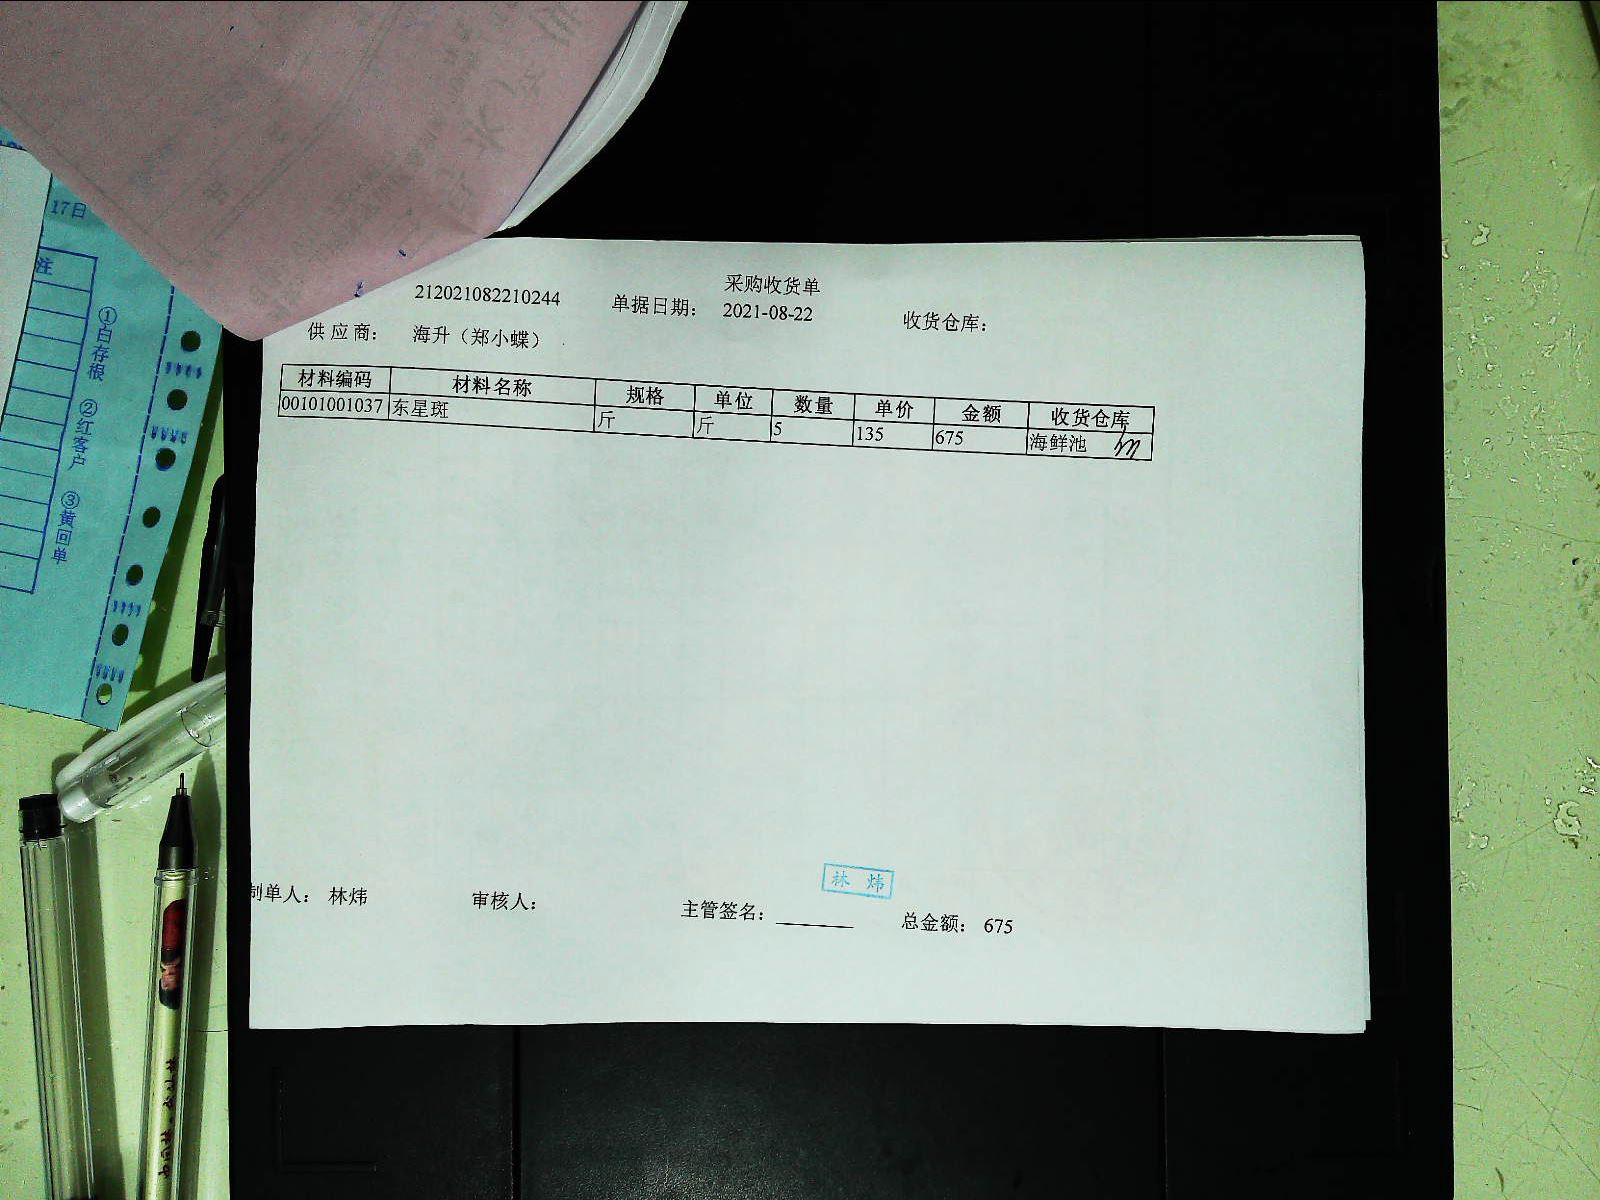 采购收货单
212021082210244 单据日期： 2021-08-22 收货仓库：
供应商： 海升（郑小蝶）
材料编码 材料名称 规格 单位 数量 单价 金额 收货仓库
00101001037 东星斑 斤 斤 5 135 675 海鲜池
林炜
制单人： 林炜 审核人： 主管签名： 总金额： 675
17日
注
①白存根 ②红客户 ③黄回单